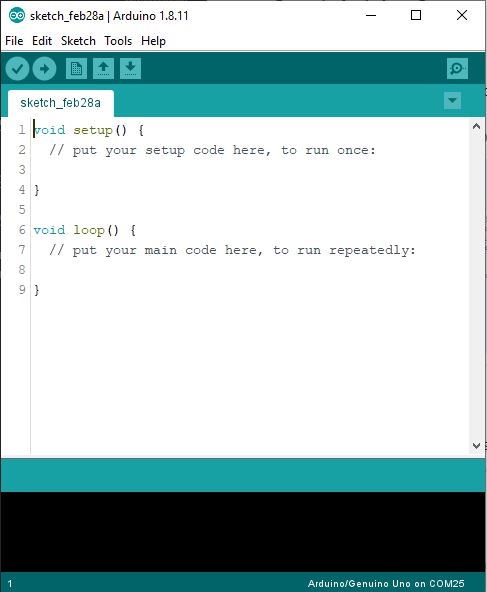 sketch_feb28a | Arduino 1.8.11
File Edit Sketch Tools Help
sketch_feb28a
1 void setup() {
2   // put your setup code here, to run once:
3
4 }
5
6 void loop() {
7   // put your main code here, to run repeatedly:
8
9 }
1 Arduino/Genuino Uno on COM25